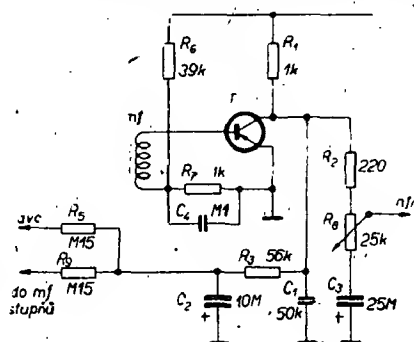 R6
39k
R1
1k
T
mf
R7
1k
C4
M1
R2
220
R8
25k
nf
avc
R5
M15
R9
M15
do mf
stupňů
R3
56k
C2
10M
+
C1
50k
C3
25M
+